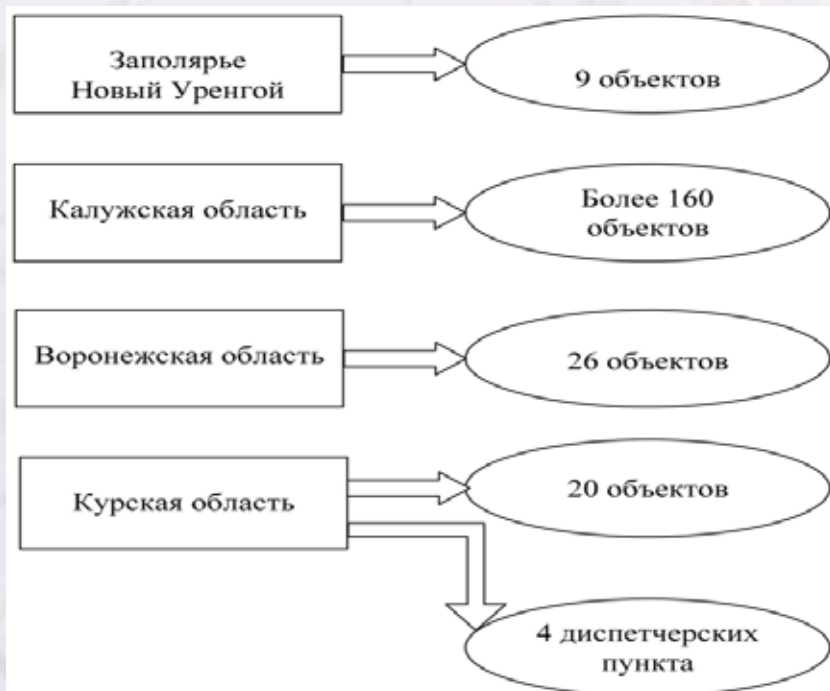 Заполярье
Новый Уренгой
9 объектов
Калужская область
Более 160
объектов
Воронежская область
26 объектов
Курская область
20 объектов
4 диспетчерских
пункта